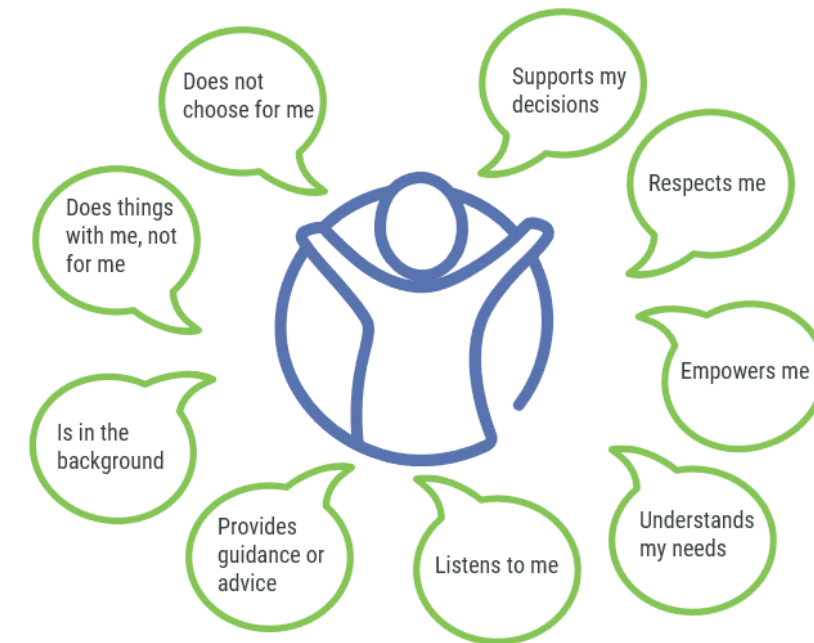 Does not
choose for me
Supports my
decisions
Respects me
Empowers me
Understands
my needs
Listens to me
Provides
guidance or
advice
Is in the
background
Does things
with me, not
for me